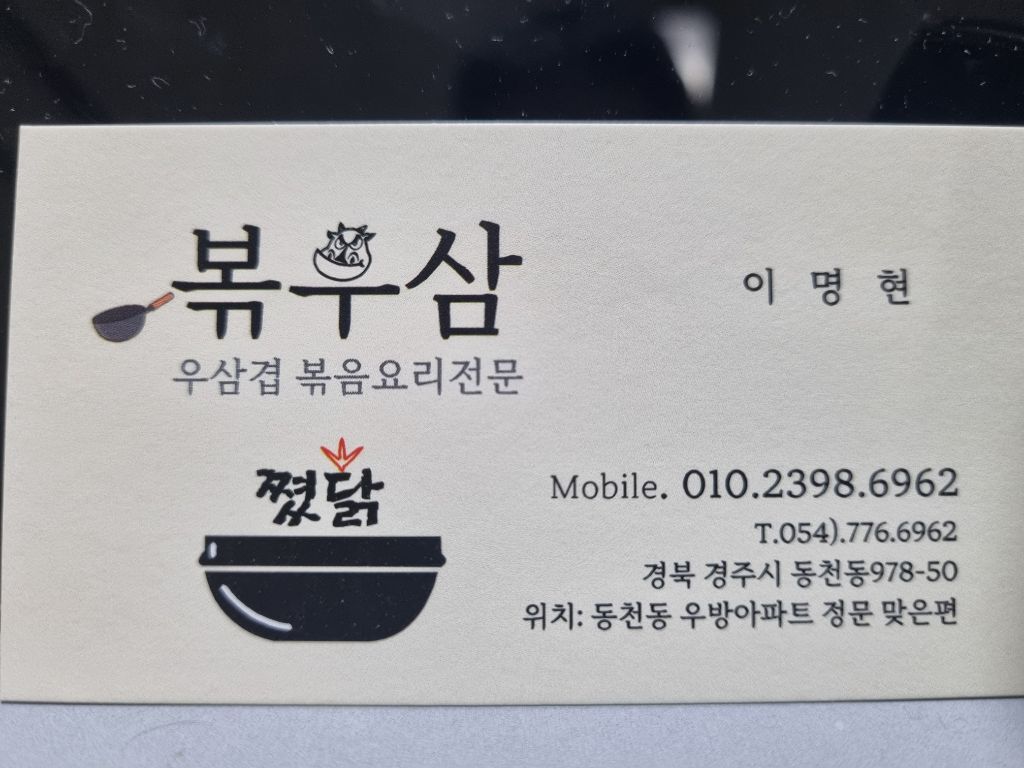 볶우삼
우삼겹 볶음요리전문
쪘닭
이 명 현
Mobile. 010.2398.6962
T.054).776.6962
경북 경주시 동천동978-50
위치: 동천동 우방아파트 정문 맞은편